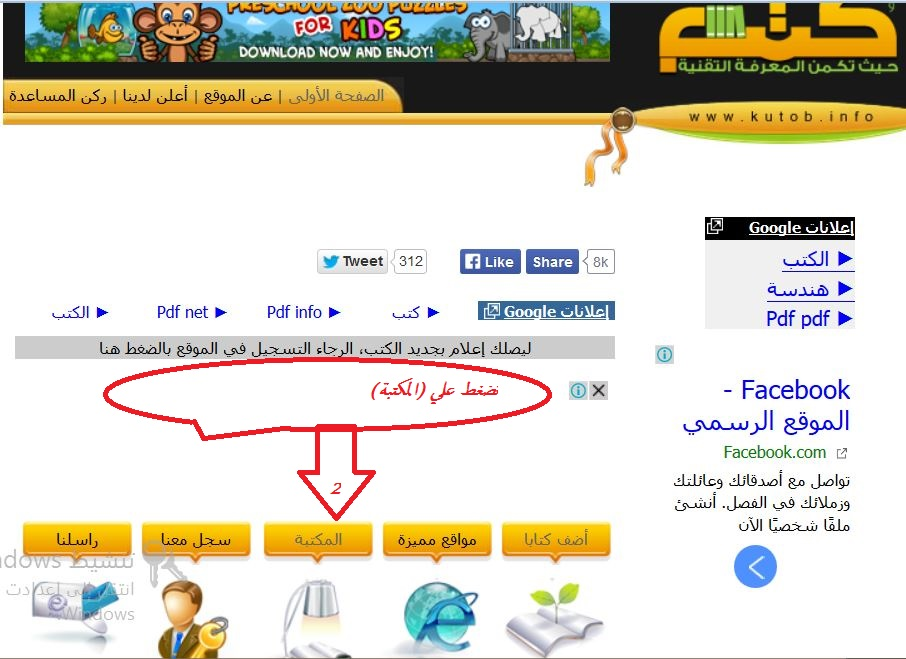 PRESCHOOL ZOO PUZZLES
FOR KIDS
DOWNLOAD NOW AND ENJOY!
كتب
حيث تكمن المعرفة التقنية
www.kutob.info
الصفحة الأولى | عن الموقع | أعلن لدينا | ركن المساعدة
إعلانات Google
الكتب
هندسة
Pdf pdf
Tweet 312
Like Share 8k
إعلانات Google
كتب
Pdf info
Pdf net
الكتب
ليصلك إعلام بجديد الكتب، الرجاء التسجيل في الموقع بالضغط هنا
نضغط علي (المكتبة)
2
Facebook -
الموقع الرسمي
Facebook.com
تواصل مع أصدقائك وعائلتك
وزملائك في الفصل. أنشئ
ملفًا شخصيًا الآن
أضف كتابا
مواقع مميزة
المكتبة
سجل معنا
راسلنا
تنشيط Windows
انتقل إلى إعدادت
Windows